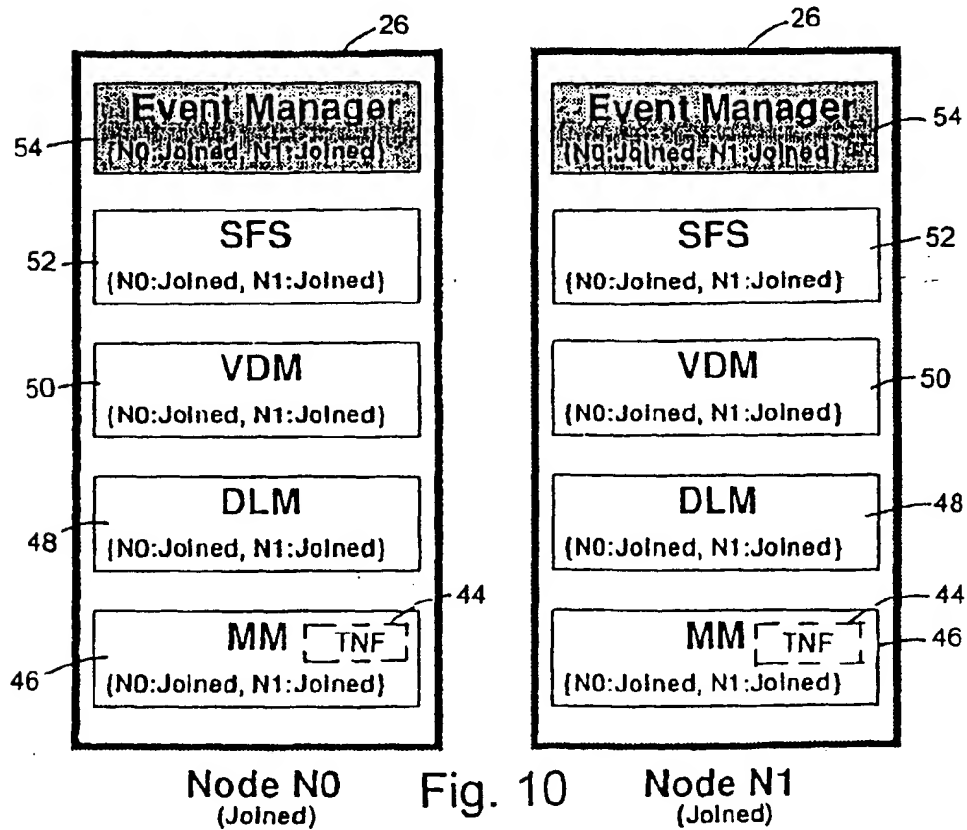 26
Event Manager
54
{N0:Joined, N1:Joined}
SFS
52
{N0:Joined, N1:Joined}
VDM
50
{N0:Joined, N1:Joined}
DLM
48
{N0:Joined, N1:Joined}
44
MM
TNF
46
{N0:Joined, N1:Joined}
Node N0
(Joined)
26
Event Manager
54
{N0:Joined, N1:Joined}
SFS
52
{N0:Joined, N1:Joined}
VDM
50
{N0:Joined, N1:Joined}
DLM
48
{N0:Joined, N1:Joined}
44
MM
TNF
46
{N0:Joined, N1:Joined}
Node N1
(Joined)
Fig. 10